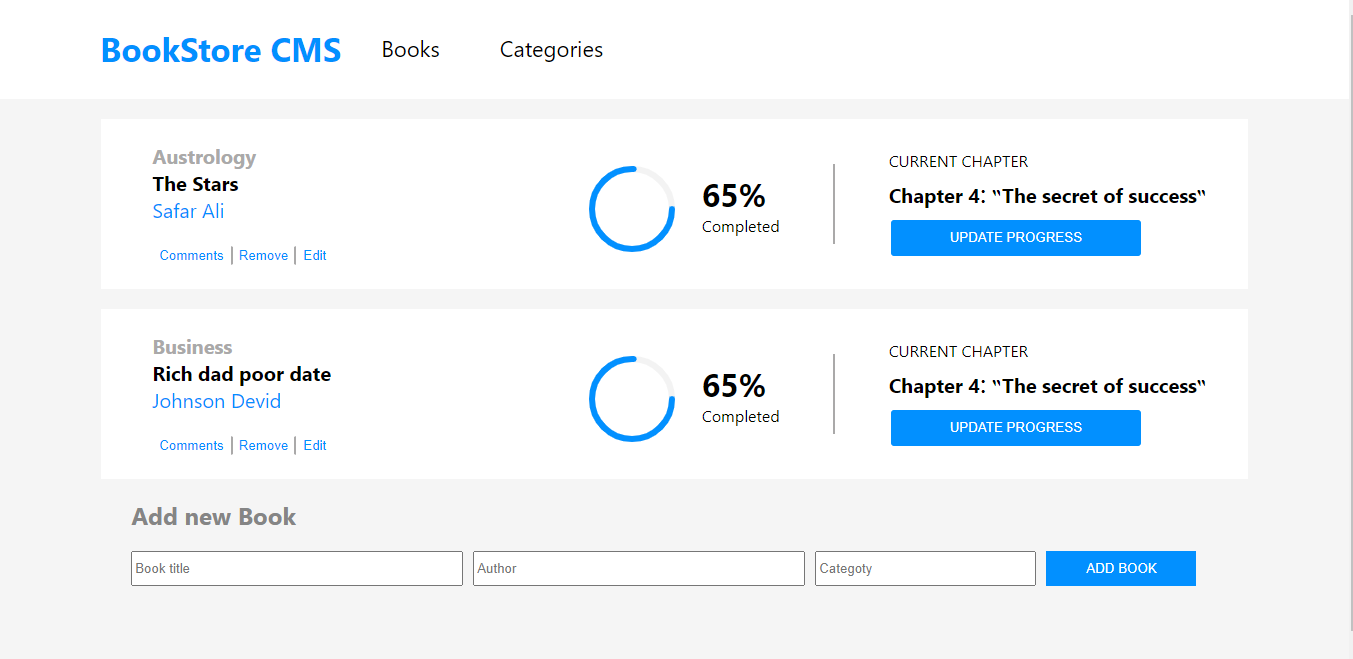 BookStore CMS Books Categories
Austrology
The Stars
Safar Ali
Comments Remove Edit
65%
Completed
CURRENT CHAPTER
Chapter 4: "The secret of success"
UPDATE PROGRESS
Business
Rich dad poor date
Johnson Devid
Comments Remove Edit
65%
Completed
CURRENT CHAPTER
Chapter 4: "The secret of success"
UPDATE PROGRESS
Add new Book
Book title Author Categoty ADD BOOK